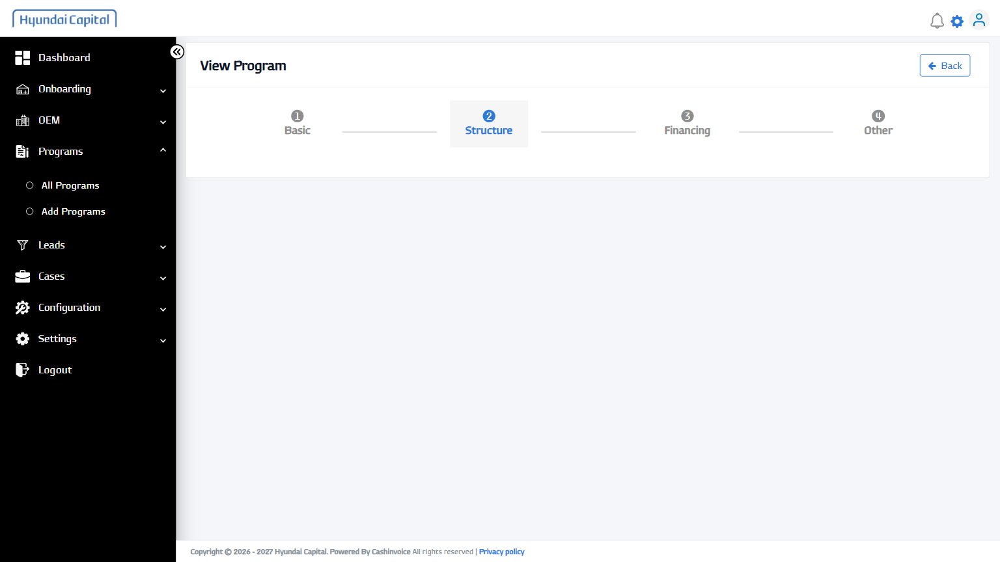 Hyundai Capital
Dashboard
Onboarding
OEM
Programs
All Programs
Add Programs
Leads
Cases
Configuration
Settings
Logout
View Program
Back
1
Basic
2
Structure
3
Financing
4
Other
Copyright © 2026 - 2027 Hyundai Capital. Powered By Cashinvoice All rights reserved | Privacy policy